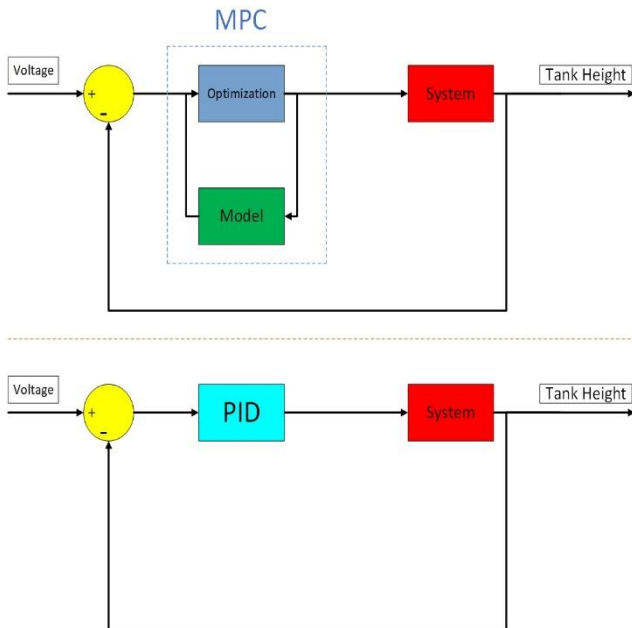 MPC
Voltage
Tank Height
+
-
Optimization
System
Model
Voltage
Tank Height
+
-
PID
System